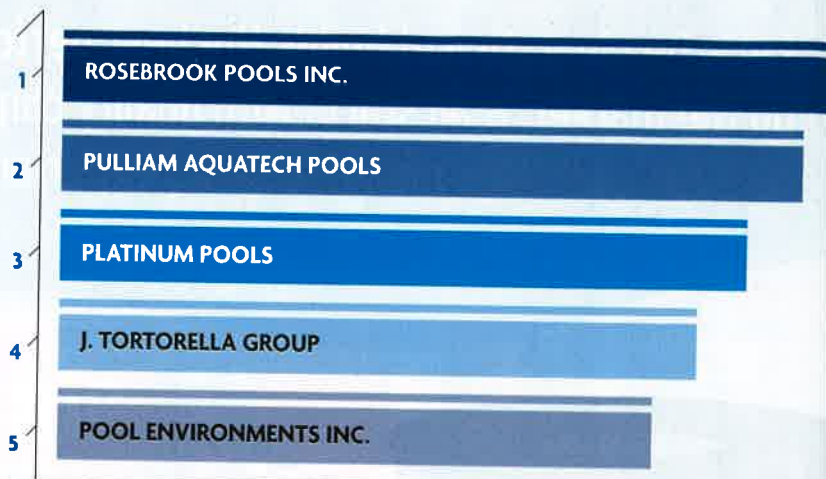 1 ROSEBROOK POOLS INC.
2 PULLIAM AQUATECH POOLS
3 PLATINUM POOLS
4 J. TORTORELLA GROUP
5 POOL ENVIRONMENTS INC.